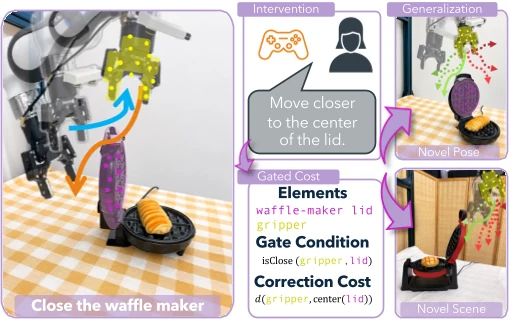 Close the waffle maker
Intervention
Move closer
to the center
of the lid.
Gated Cost
Elements
waffle-maker lid
gripper
Gate Condition
isClose (gripper, lid)
Correction Cost
d(gripper,center(lid))
Generalization
Novel Pose
Novel Scene